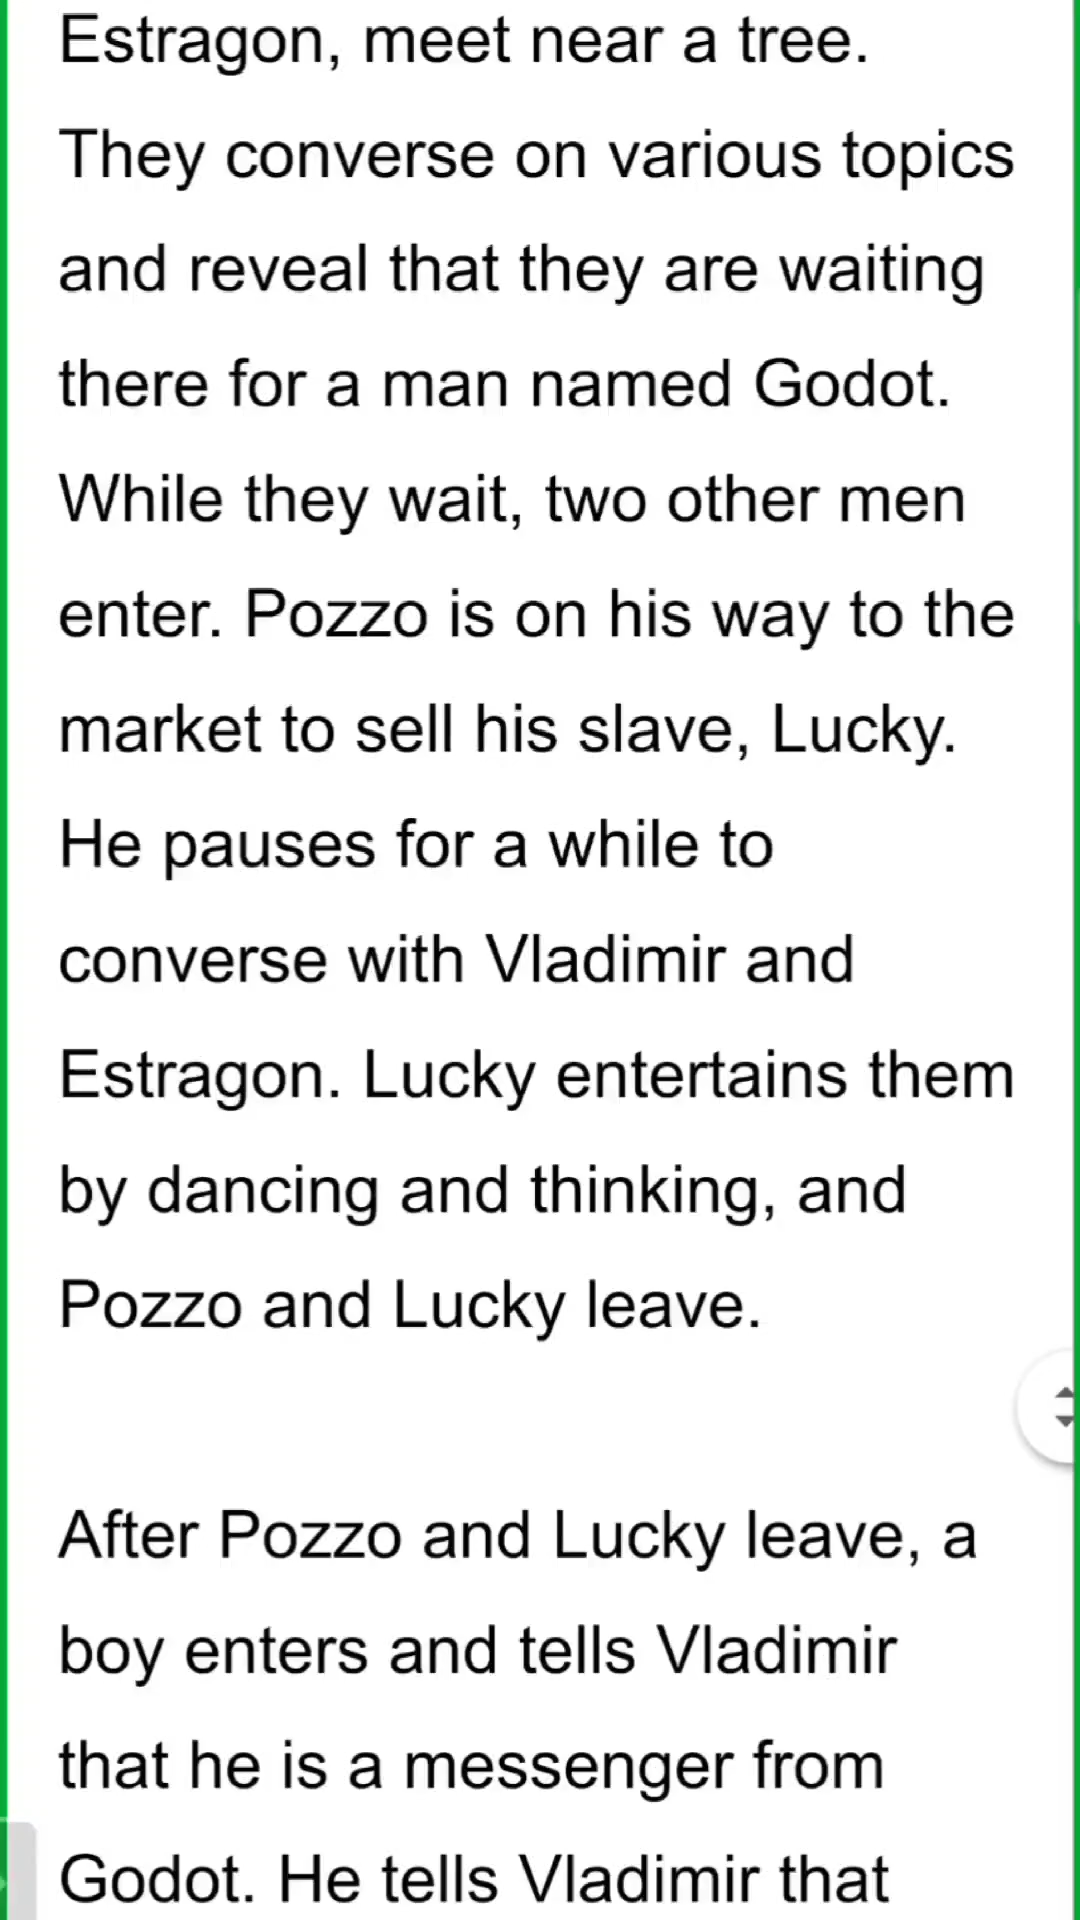 Estragon, meet near a tree.
They converse on various topics
and reveal that they are waiting
there for a man named Godot.
While they wait, two other men
enter. Pozzo is on his way to the
market to sell his slave, Lucky.
He pauses for a while to
converse with Vladimir and
Estragon. Lucky entertains them
by dancing and thinking, and
Pozzo and Lucky leave.
After Pozzo and Lucky leave, a
boy enters and tells Vladimir
that he is a messenger from
Godot. He tells Vladimir that